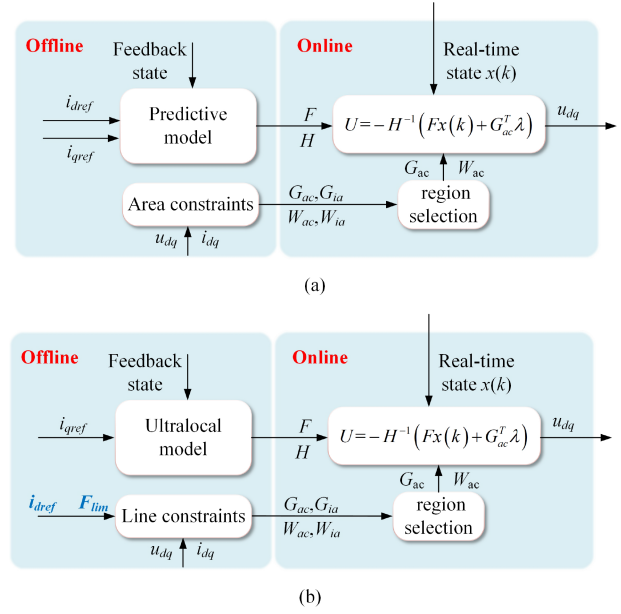 Offline
Online
Feedback
state
Real-time
state x(k)
i_dref
i_qref
Predictive
model
F
H
U = −H⁻¹(Fx(k) + G_ac^T λ)
u_dq
G_ac W_ac
Area constraints
G_ac, G_ia
W_ac, W_ia
region
selection
u_dq i_dq
(a)
Offline
Online
Feedback
state
Real-time
state x(k)
i_qref
Ultralocal
model
F
H
U = −H⁻¹(Fx(k) + G_ac^T λ)
u_dq
G_ac W_ac
i_dref F_lim
Line constraints
G_ac, G_ia
W_ac, W_ia
region
selection
u_dq i_dq
(b)